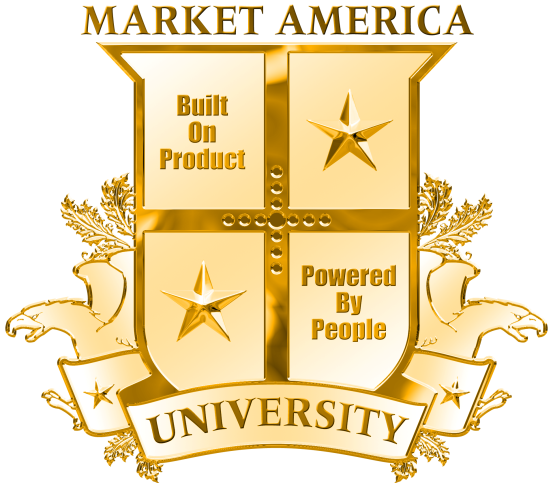 MARKET AMERICA
Built
On
Product
Powered
By
People
UNIVERSITY